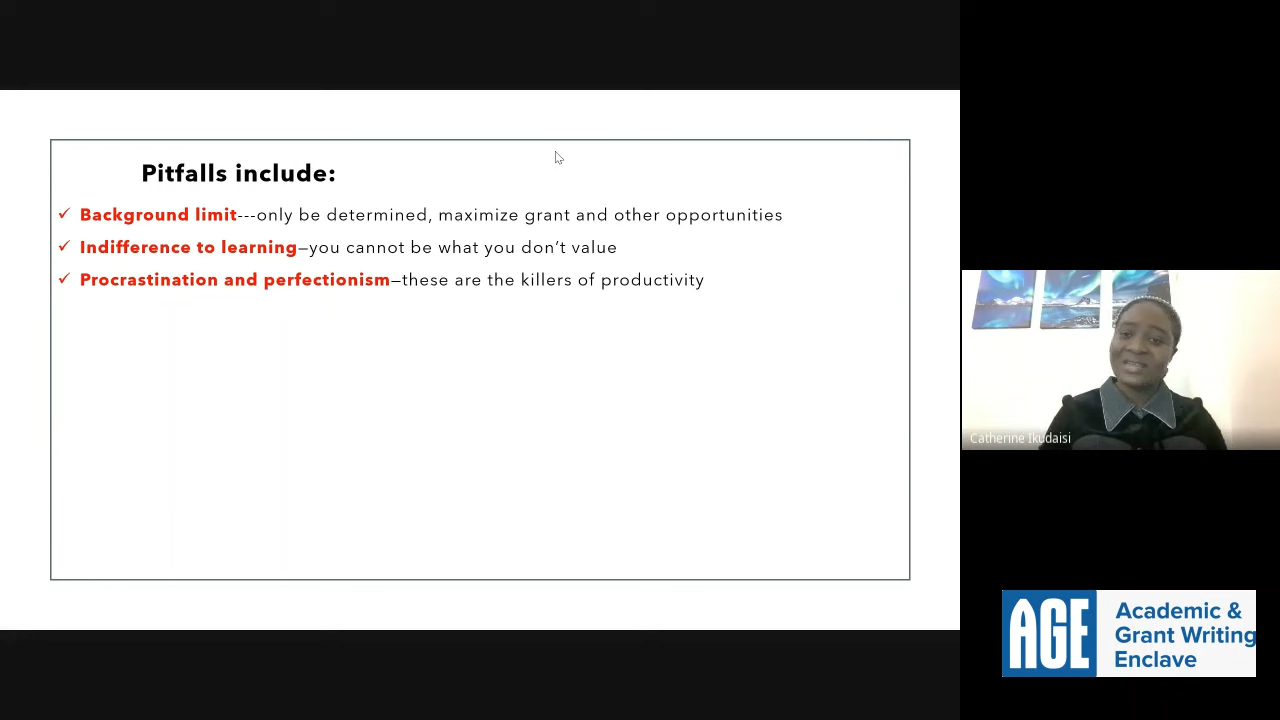 Pitfalls include:
✓ Background limit---only be determined, maximize grant and other opportunities
✓ Indifference to learning—you cannot be what you don’t value
✓ Procrastination and perfectionism—these are the killers of productivity
Catherine Ikudaisi
AGE
Academic &
Grant Writing
Enclave